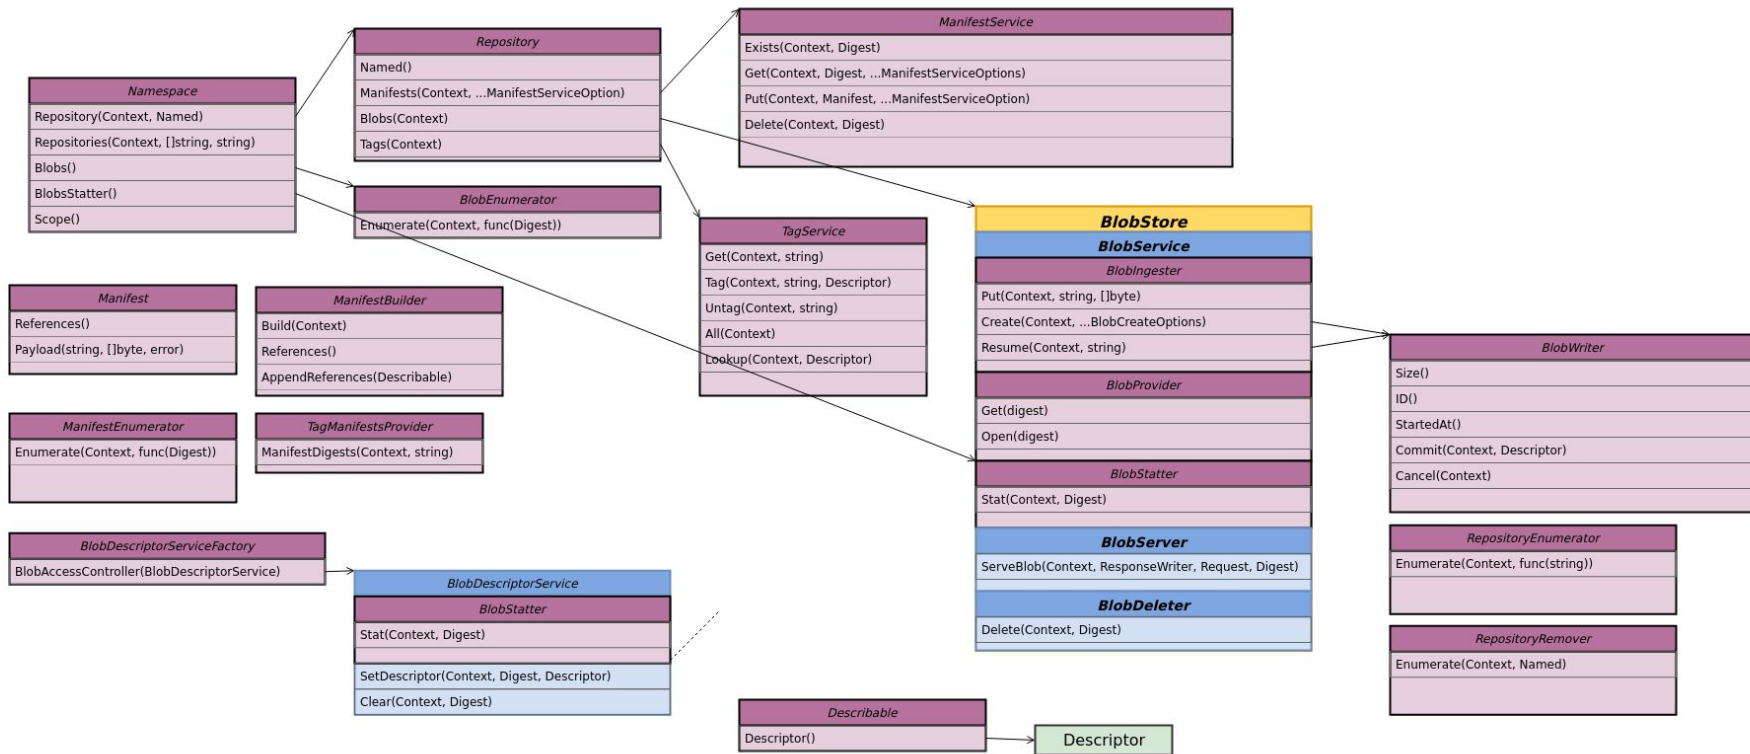 Namespace
Repository(Context, Named)
Repositories(Context, []string, string)
Blobs()
BlobsStatter()
Scope()
Repository
Named()
Manifests(Context, ...ManifestServiceOption)
Blobs(Context)
Tags(Context)
ManifestService
Exists(Context, Digest)
Get(Context, Digest, ...ManifestServiceOptions)
Put(Context, Manifest, ...ManifestServiceOption)
Delete(Context, Digest)
BlobEnumerator
Enumerate(Context, func(Digest))
TagService
Get(Context, string)
Tag(Context, string, Descriptor)
Untag(Context, string)
All(Context)
Lookup(Context, Descriptor)
BlobStore
BlobService
BlobIngester
Put(Context, string, []byte)
Create(Context, ...BlobCreateOptions)
Resume(Context, string)
BlobProvider
Get(digest)
Open(digest)
BlobStatter
Stat(Context, Digest)
BlobServer
ServeBlob(Context, ResponseWriter, Request, Digest)
BlobDeleter
Delete(Context, Digest)
BlobWriter
Size()
ID()
StartedAt()
Commit(Context, Descriptor)
Cancel(Context)
Manifest
References()
Payload(string, []byte, error)
ManifestBuilder
Build(Context)
References()
AppendReferences(Describable)
ManifestEnumerator
Enumerate(Context, func(Digest))
TagManifestsProvider
ManifestDigests(Context, string)
BlobDescriptorServiceFactory
BlobAccessController(BlobDescriptorService)
BlobDescriptorService
BlobStatter
Stat(Context, Digest)
SetDescriptor(Context, Digest, Descriptor)
Clear(Context, Digest)
RepositoryEnumerator
Enumerate(Context, func(string))
RepositoryRemover
Enumerate(Context, Named)
Describable
Descriptor()
Descriptor